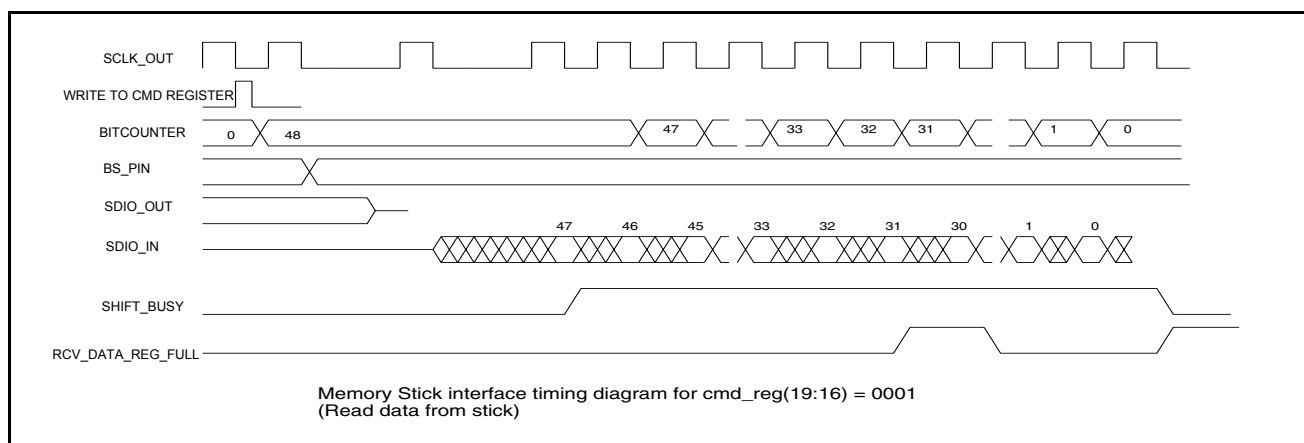 SCLK_OUT
WRITE TO CMD REGISTER
BITCOUNTER
0 48 47 33 32 31 1 0
BS_PIN
SDIO_OUT
47 46 45 33 32 31 30 1 0
SDIO_IN
SHIFT_BUSY
RCV_DATA_REG_FULL
Memory Stick interface timing diagram for cmd_reg(19:16) = 0001
(Read data from stick)